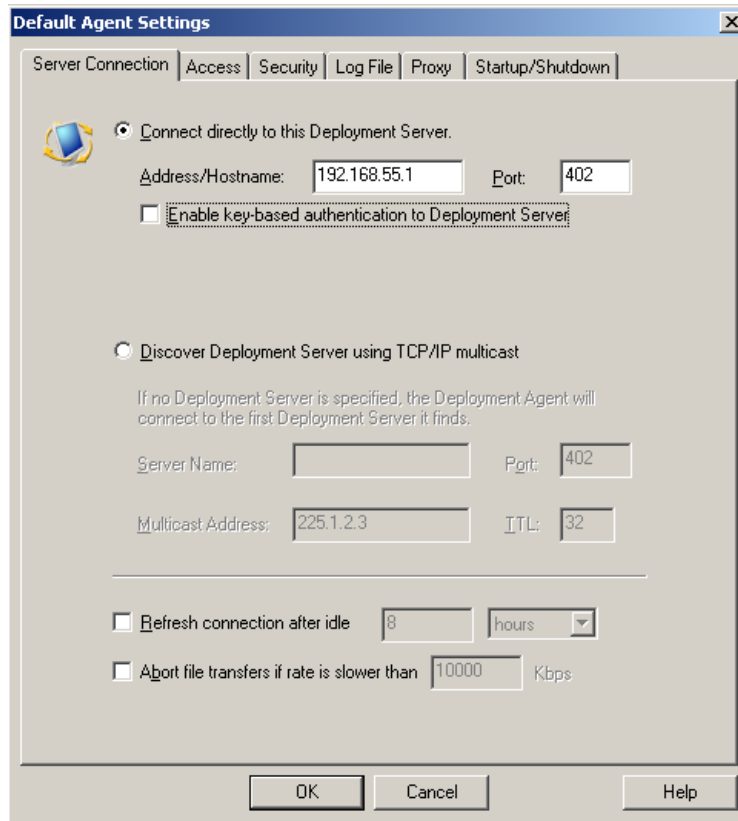 Default Agent Settings
Server Connection Access Security Log File Proxy Startup/Shutdown
Connect directly to this Deployment Server.
Address/Hostname: 192.168.55.1 Port: 402
Enable key-based authentication to Deployment Server
Discover Deployment Server using TCP/IP multicast
If no Deployment Server is specified, the Deployment Agent will
connect to the first Deployment Server it finds.
Server Name: Port: 402
Multicast Address: 225.1.2.3 TTL: 32
Refresh connection after idle 8 hours
Abort file transfers if rate is slower than 10000 Kbps
OK Cancel Help